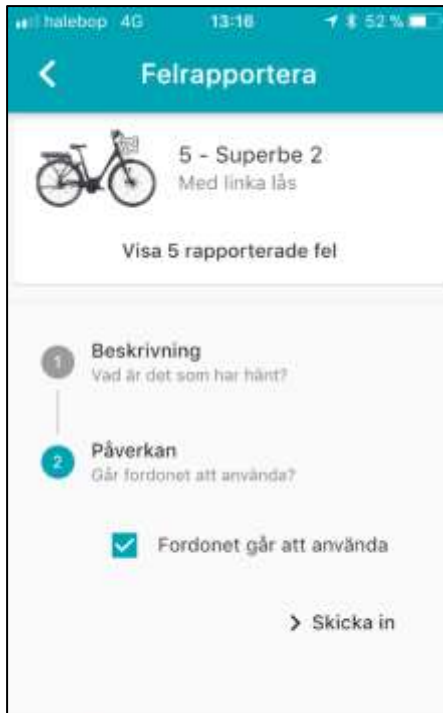 halebop 4G 13:16 52 %
Felrapportera
5 - Superbe 2
Med linka lås
Visa 5 rapporterade fel
1 Beskrivning
Vad är det som har hänt?
2 Påverkan
Går fordonet att använda?
Fordonet går att använda
Skicka in